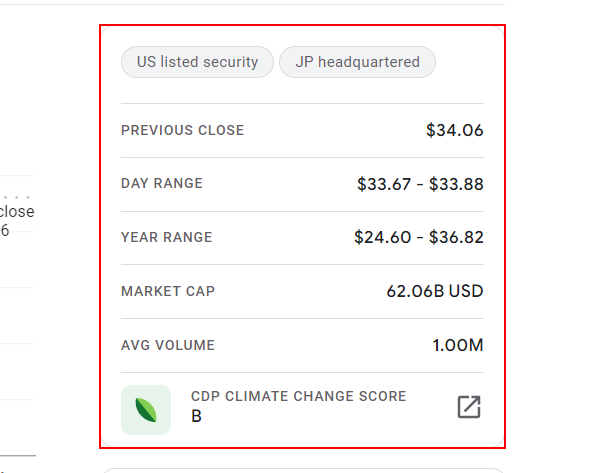 US listed security
JP headquartered
PREVIOUS CLOSE
$34.06
DAY RANGE
$33.67 - $33.88
YEAR RANGE
$24.60 - $36.82
close
6
MARKET CAP
62.06B USD
AVG VOLUME
1.00M
CDP CLIMATE CHANGE SCORE
B